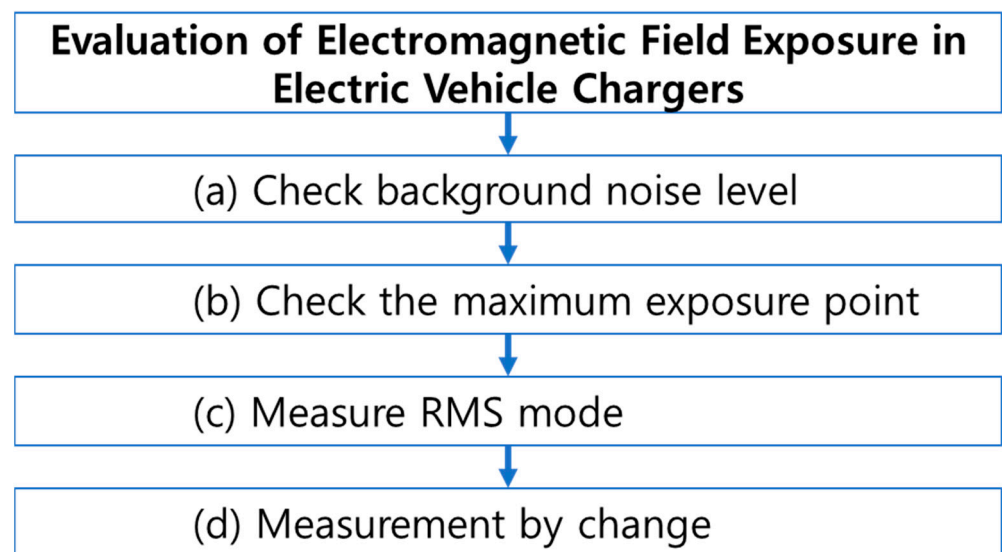 Evaluation of Electromagnetic Field Exposure in
Electric Vehicle Chargers
(a) Check background noise level
(b) Check the maximum exposure point
(c) Measure RMS mode
(d) Measurement by change